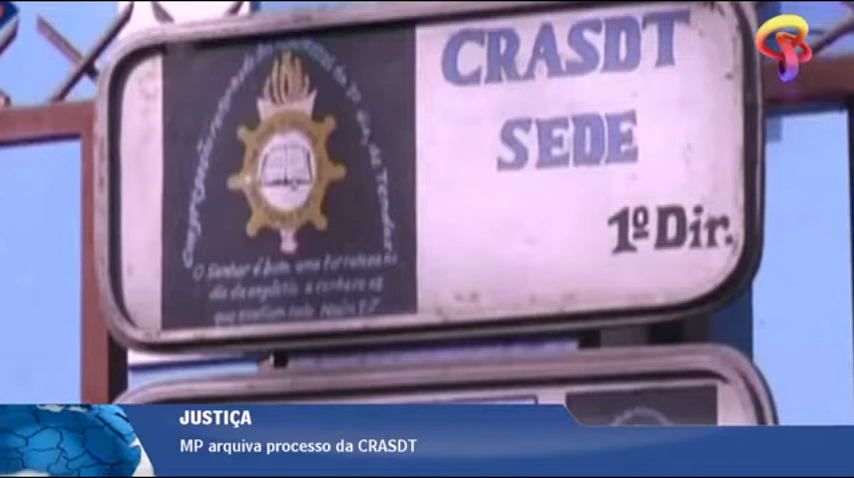 CRASDT
SEDE
1º Dir.
O Senhor é bom, uma fortaleza no
dia da angústia e conhece os
que confiam nele Naum 1:7
JUSTIÇA
MP arquiva processo da CRASDT